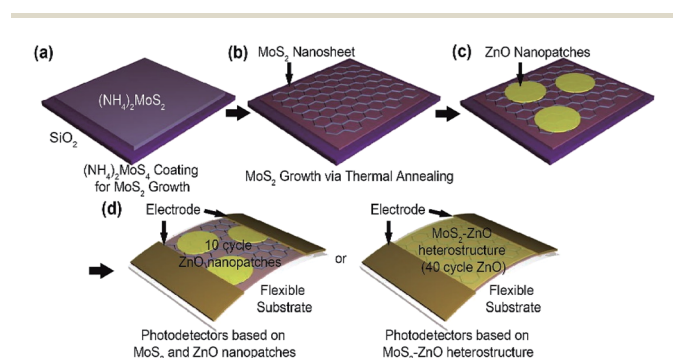 (a)
(NH₄)₂MoS₂
SiO₂
(NH₄)₂MoS₄ Coating
for MoS₂ Growth
(b)
MoS₂ Nanosheet
MoS₂ Growth via Thermal Annealing
(c)
ZnO Nanopatches
(d)
Electrode
10 cycle
ZnO nanopatches
Flexible
Substrate
Photodetectors based on
MoS₂ and ZnO nanopatches
or
Electrode
MoS₂-ZnO
heterostructure
(40 cycle ZnO)
Flexible
Substrate
Photodetectors based on
MoS₂-ZnO heterostructure